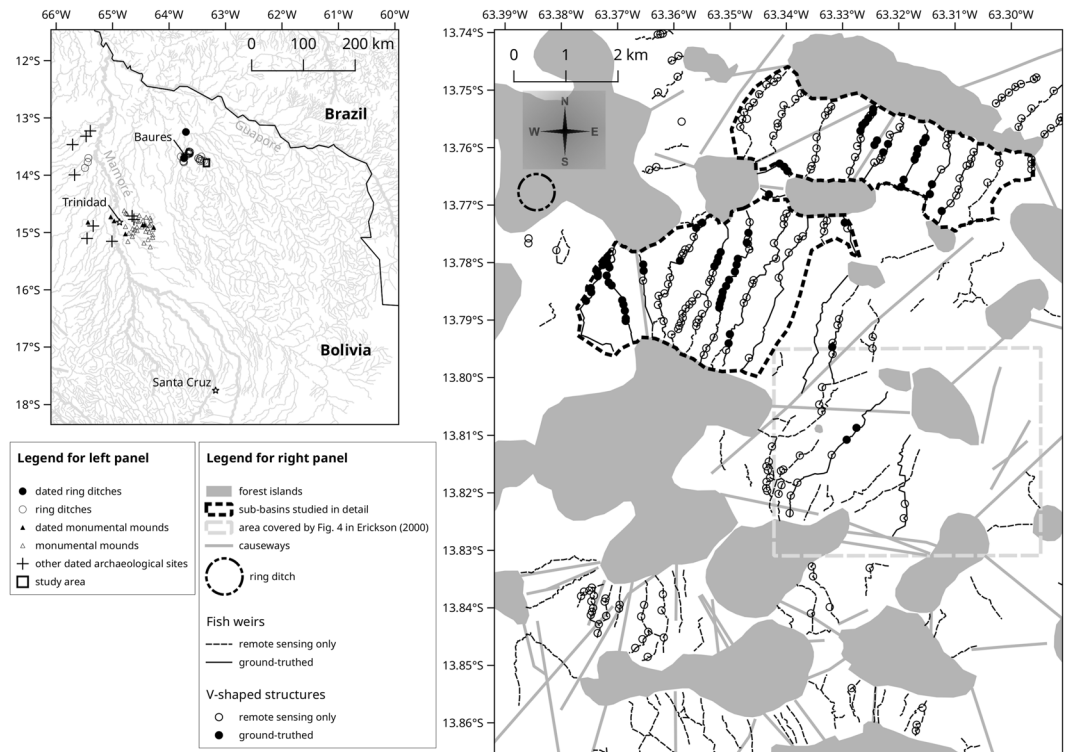 66°W 65°W 64°W 63°W 62°W 61°W 60°W
0 100 200 km
12°S
13°S
14°S
15°S
16°S
17°S
18°S
Brazil
Guaporé
Baures
Mamoré
Trinidad
Bolivia
Santa Cruz
63.39°W 63.38°W 63.37°W 63.36°W 63.35°W 63.34°W 63.33°W 63.32°W 63.31°W 63.30°W
0 1 2 km
N
W E
S
13.74°S
13.75°S
13.76°S
13.77°S
13.78°S
13.79°S
13.80°S
13.81°S
13.82°S
13.83°S
13.84°S
13.85°S
13.86°S
Legend for left panel
dated ring ditches
ring ditches
dated monumental mounds
monumental mounds
other dated archaeological sites
study area
Legend for right panel
forest islands
sub-basins studied in detail
area covered by Fig. 4 in Erickson (2000)
causeways
ring ditch
Fish weirs
remote sensing only
ground-truthed
V-shaped structures
remote sensing only
ground-truthed